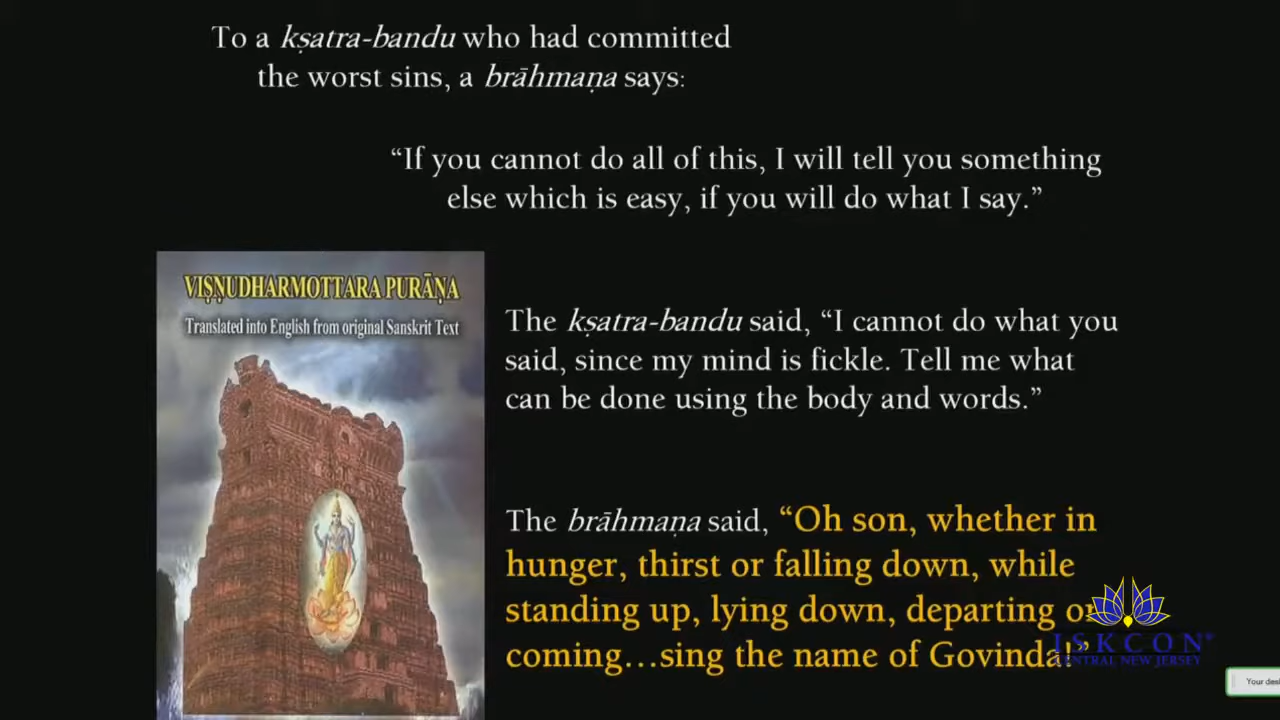 To a kṣatra-bandu who had committed
the worst sins, a brāhmaṇa says:
“If you cannot do all of this, I will tell you something
else which is easy, if you will do what I say.”
VIṢṆUDHARMOTTARA PURĀṆA
Translated into English from original Sanskrit Text
The kṣatra-bandu said, “I cannot do what you
said, since my mind is fickle. Tell me what
can be done using the body and words.”
The brāhmaṇa said, “Oh son, whether in
hunger, thirst or falling down, while
standing up, lying down, departing or
coming…sing the name of Govinda!”
ISKCON®
CENTRAL NEW JERSEY
Your